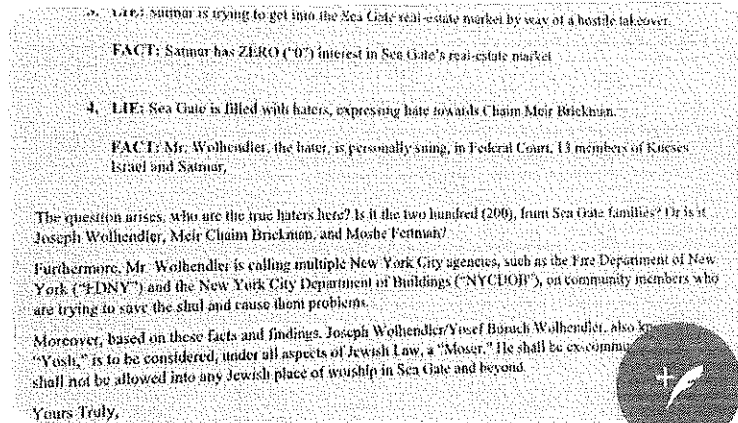 3. LIE: Satmar is trying to get into the Sea Gate real-estate market by way of a hostile takeover.
FACT: Satmar has ZERO ("0") interest in Sea Gate's real-estate market
4. LIE: Sea Gate is filled with haters, expressing hate towards Chaim Meir Brickman.
FACT: Mr. Wolhendler, the hater, is personally suing, in Federal Court, 13 members of Kneses
Israel and Satmar,
The question arises, who are the true haters here? Is it the two hundred (200), from Sea Gate families? Or is it
Joseph Wolhendler, Meir Chaim Brickman, and Moshe Fettman?
Furthermore, Mr. Wolhendler is calling multiple New York City agencies, such as the Fire Department of New
York ("FDNY") and the New York City Department of Buildings ("NYCDOB"), on community members who
are trying to save the shul and cause them problems.
Moreover, based on these facts and findings, Joseph Wolhendler/Yosef Boruch Wolhendler, also
"Yosh," is to be considered, under all aspects of Jewish Law, a "Moser." He shall be
shall not be allowed into any Jewish place of worship in Sea Gate and beyond.
Yours Truly,